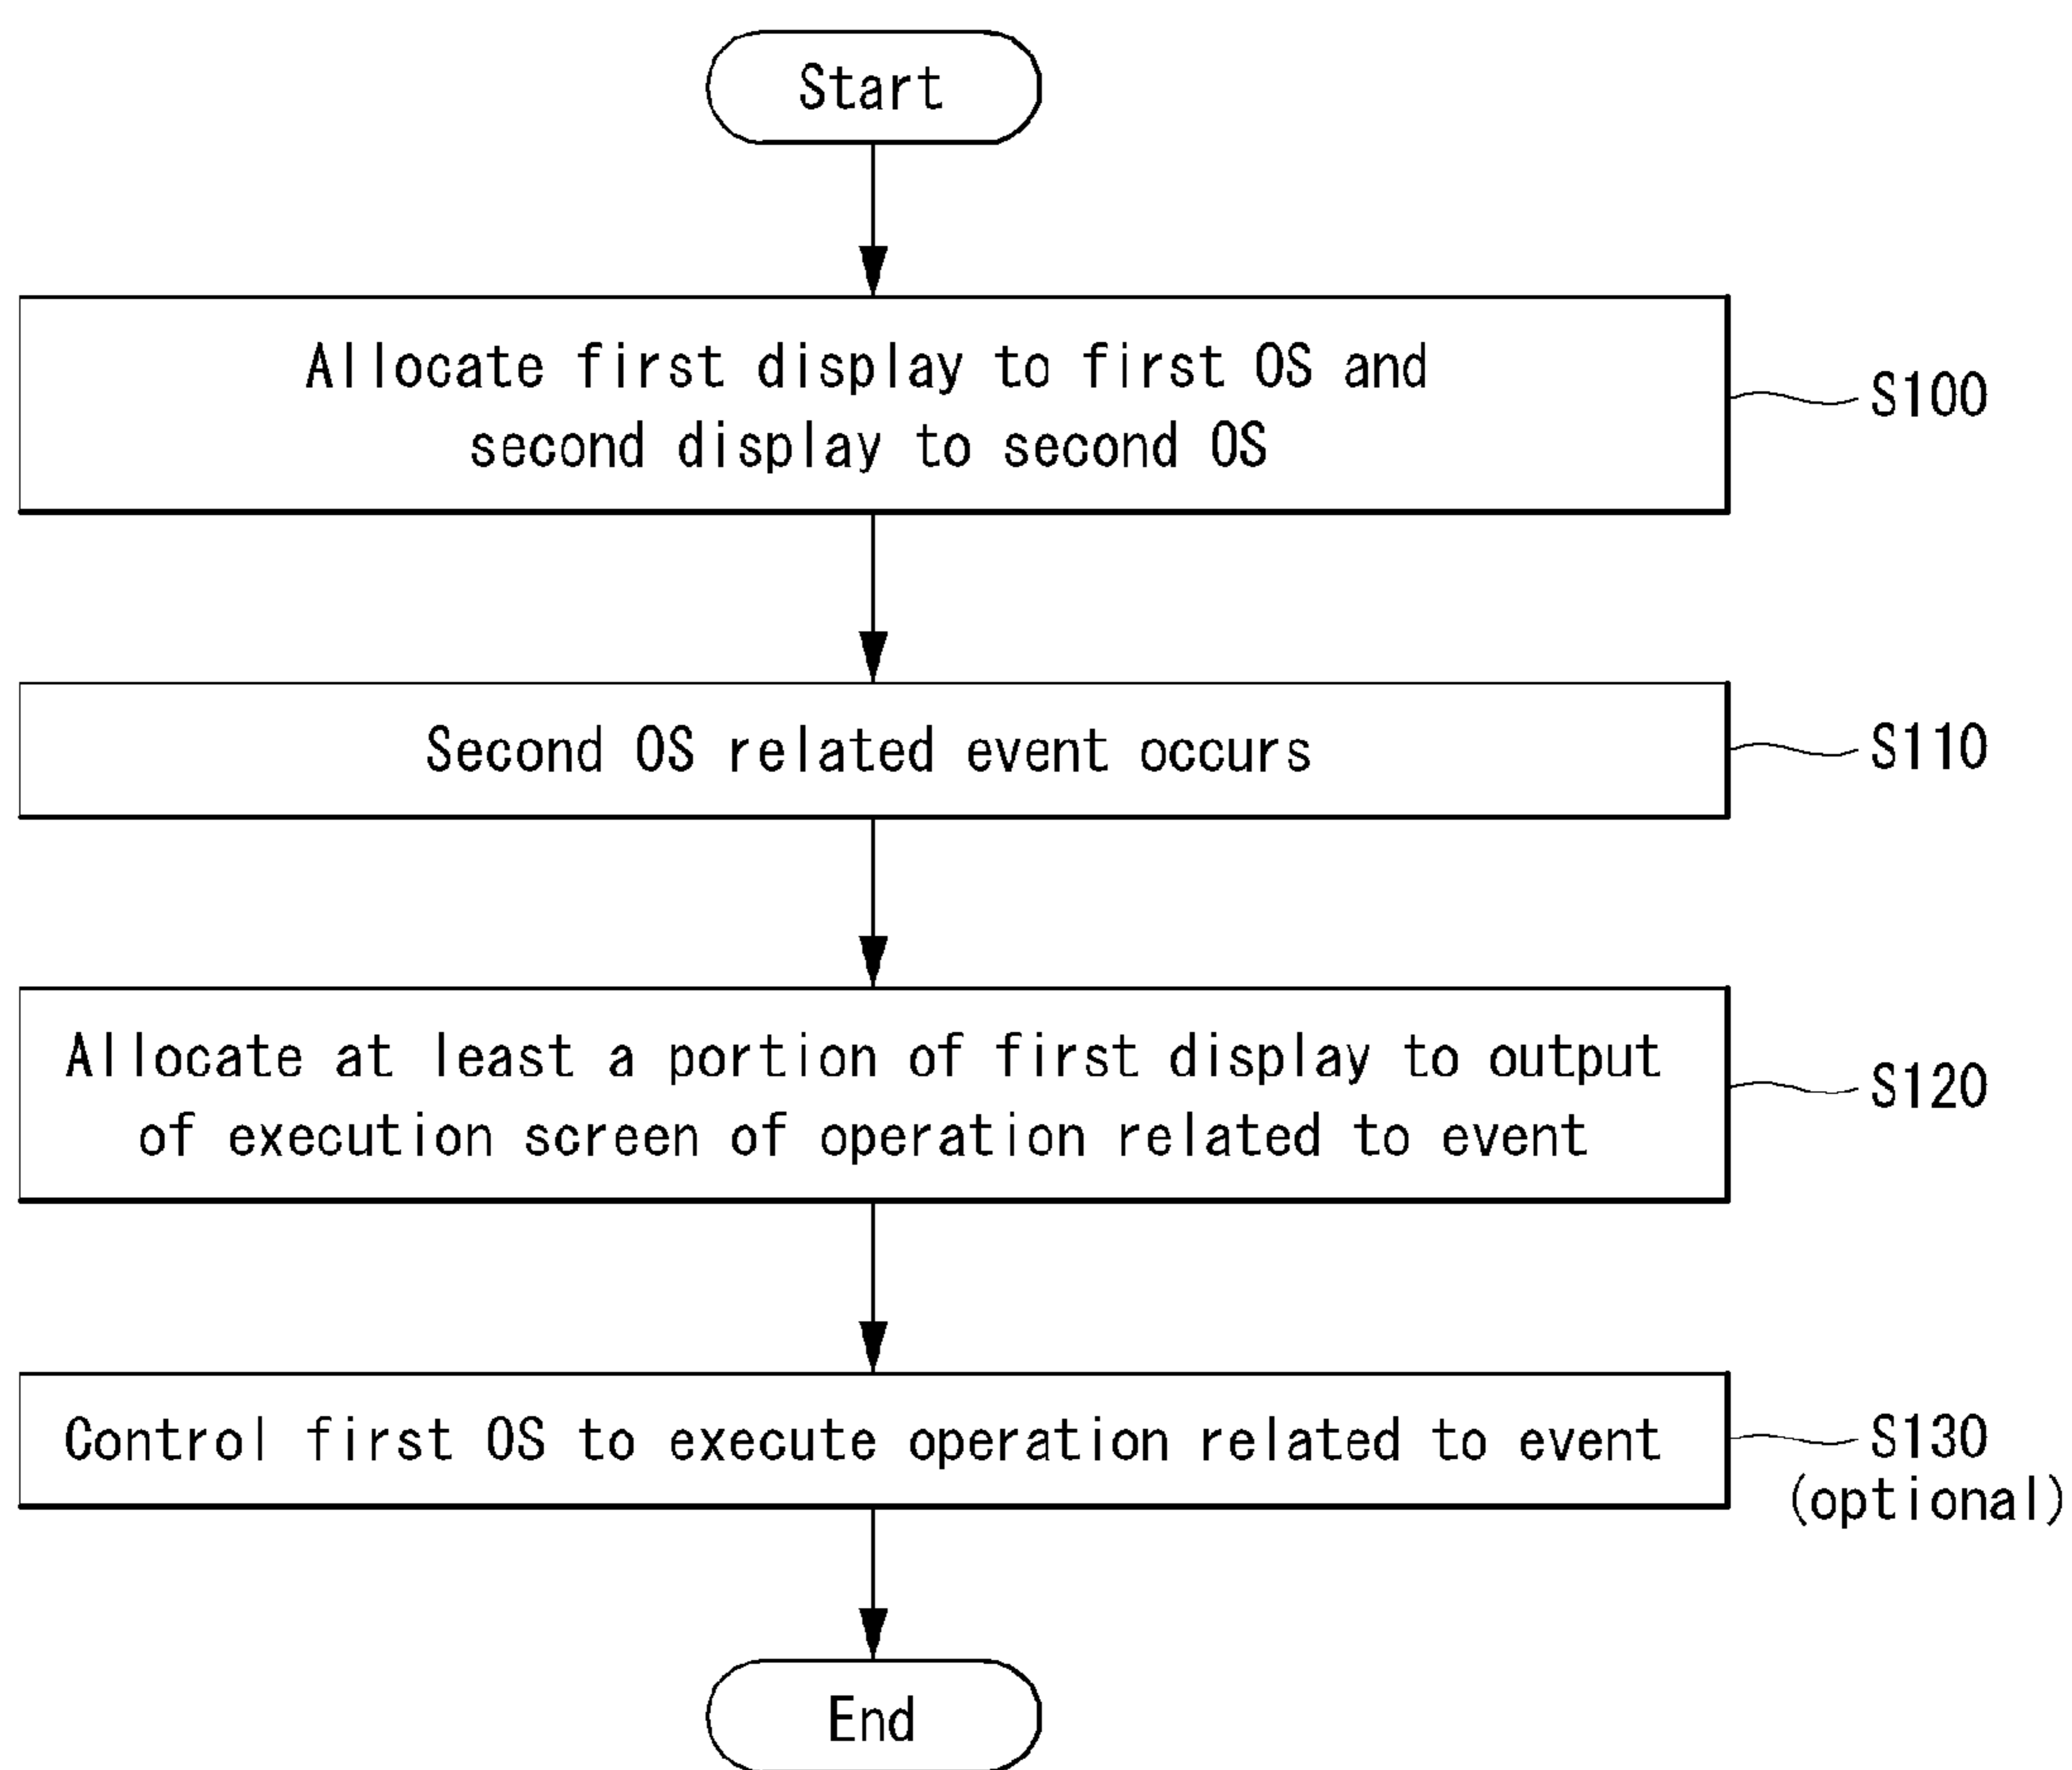 Start
Allocate first display to first OS and
second display to second OS
S100
Second OS related event occurs
S110
Allocate at least a portion of first display to output
of execution screen of operation related to event
S120
Control first OS to execute operation related to event
S130
(optional)
End